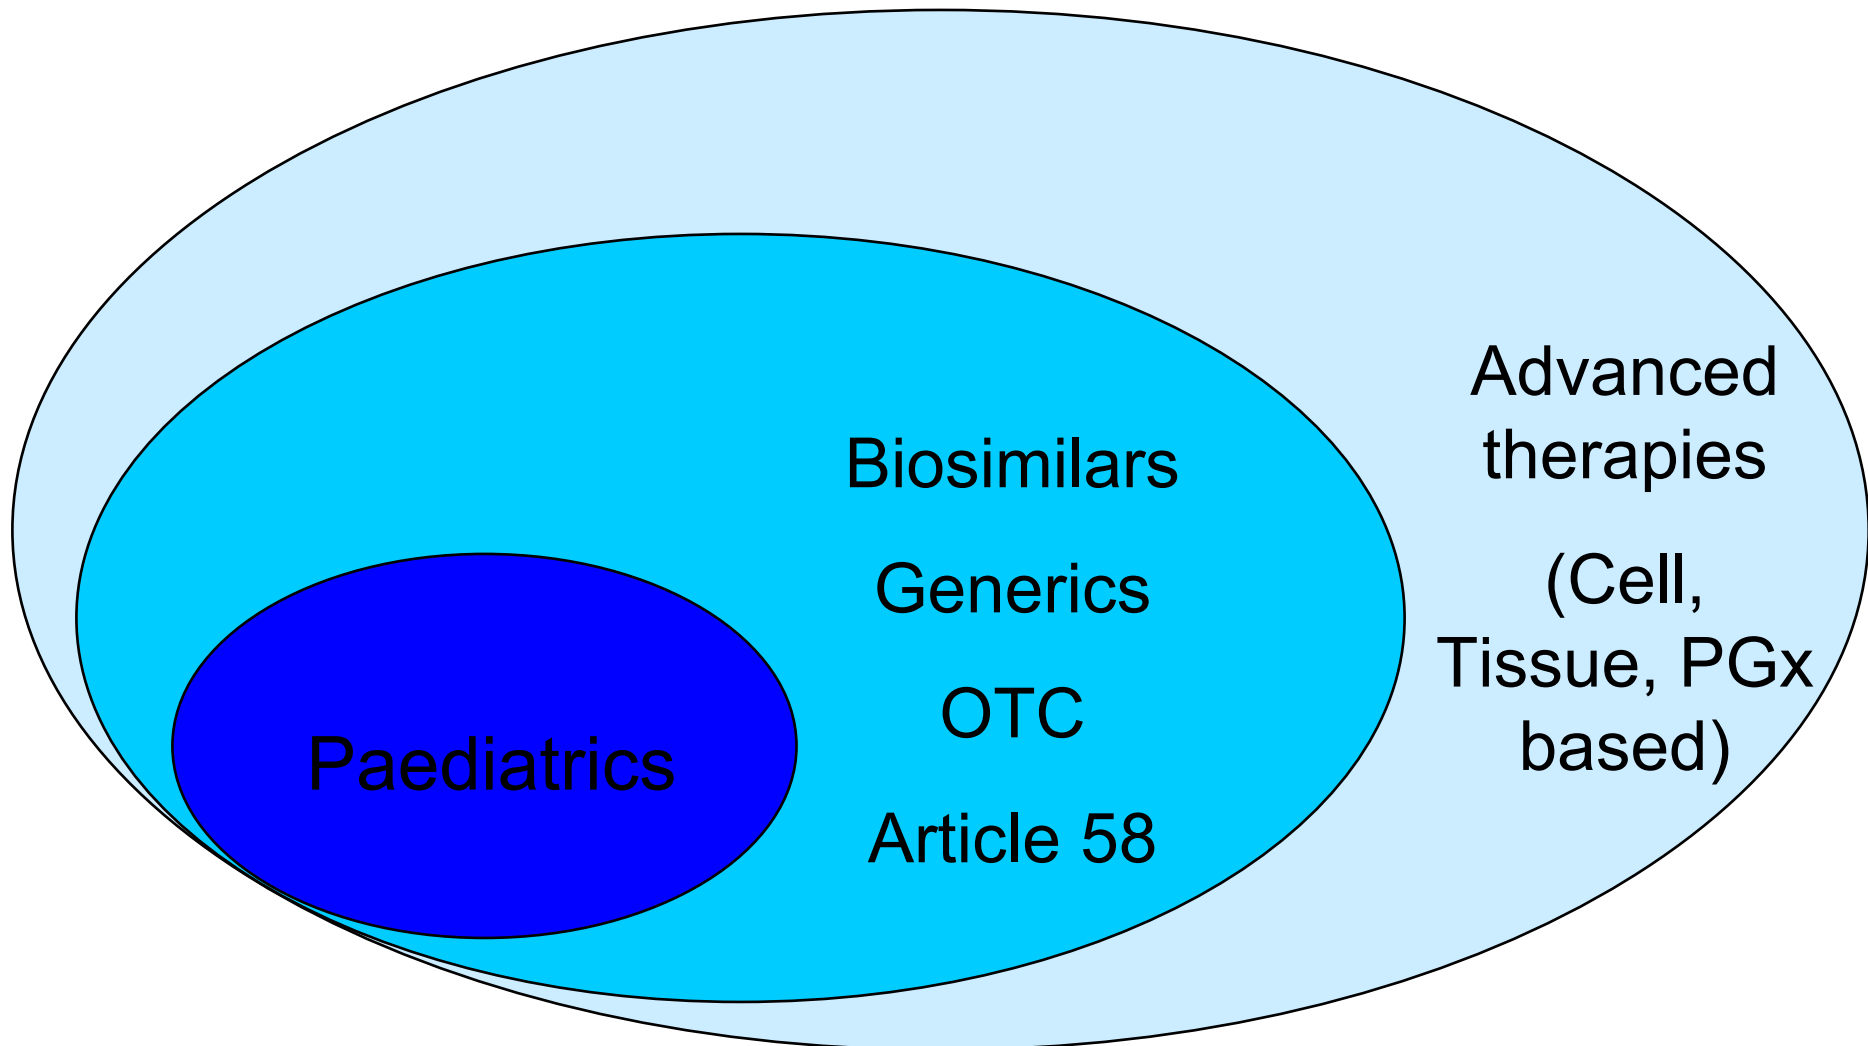 Paediatrics
Biosimilars
Generics
OTC
Article 58
Advanced
therapies
(Cell,
Tissue, PGx
based)